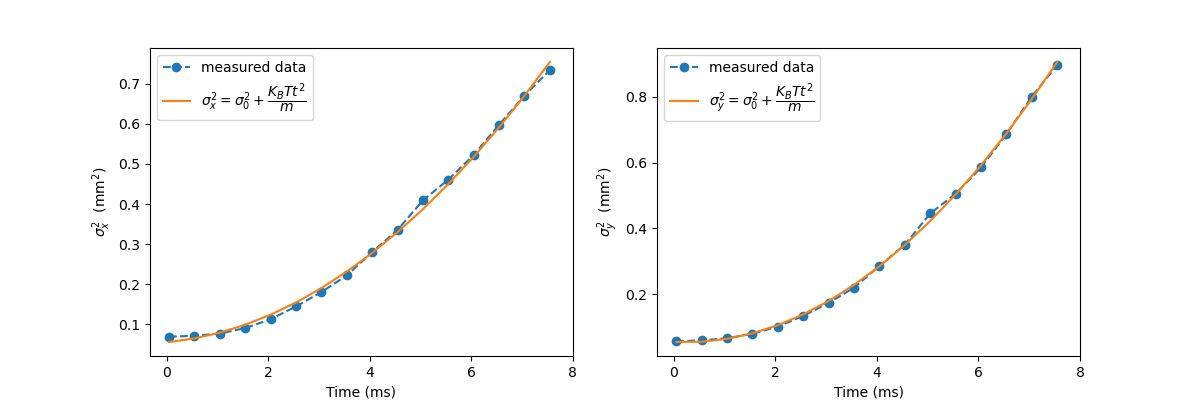 measured data
σ_x^2 = σ_0^2 + K_BTt^2/m
0.7
0.6
0.5
0.4
0.3
0.2
0.1
σ_x^2 (mm^2)
0 2 4 6 8
Time (ms)
measured data
σ_y^2 = σ_0^2 + K_BTt^2/m
0.8
0.6
0.4
0.2
σ_y^2 (mm^2)
0 2 4 6 8
Time (ms)